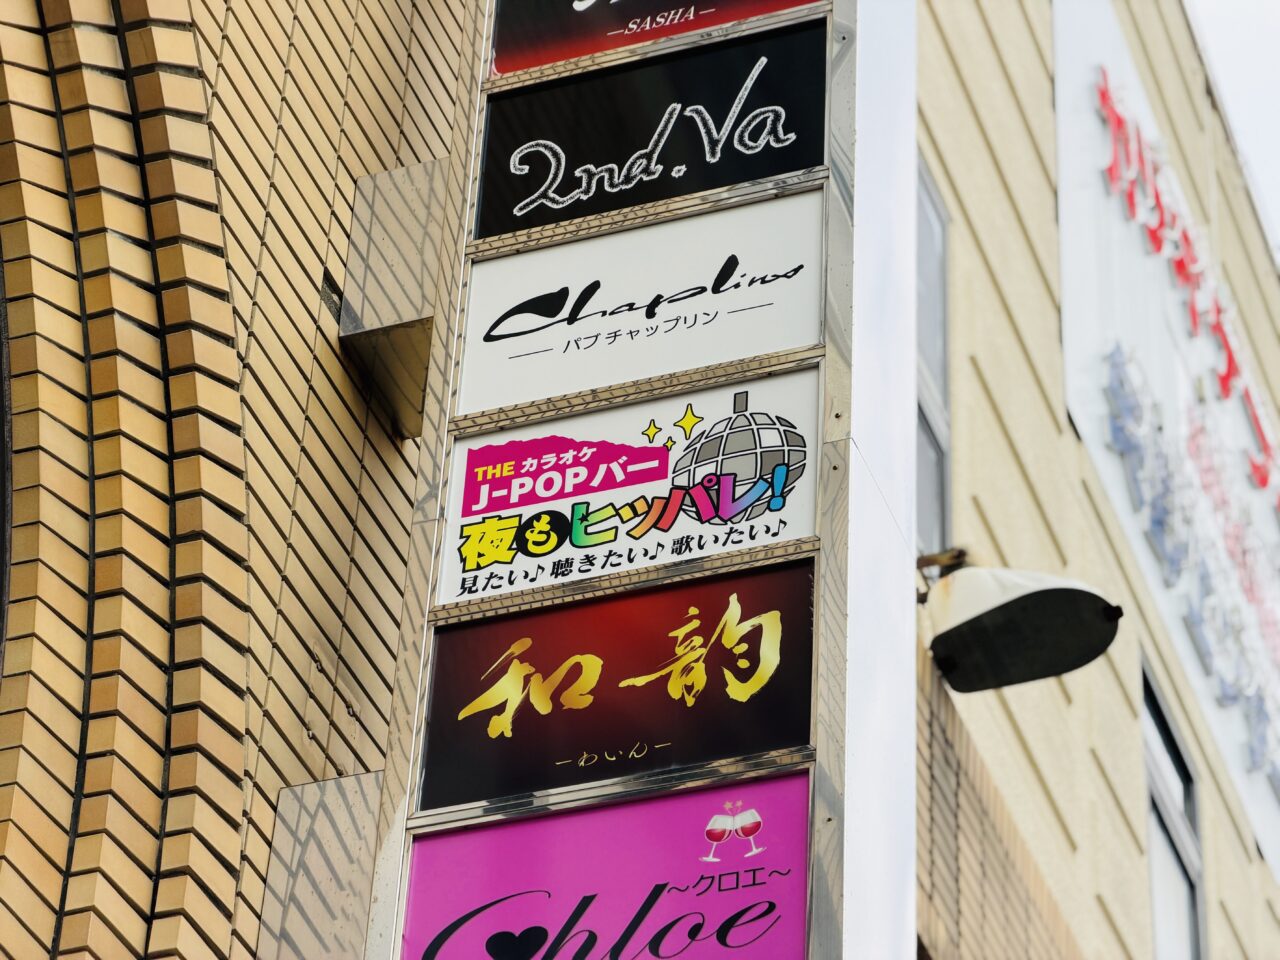 ―SASHA―
2nd.Va
Chaplins
― パブ チャップリン ―
THE カラオケ
J-POPバー
夜もヒッパレ!
見たい♪聴きたい♪歌いたい♪
和韵
―わいん―
～クロエ～
Chloe